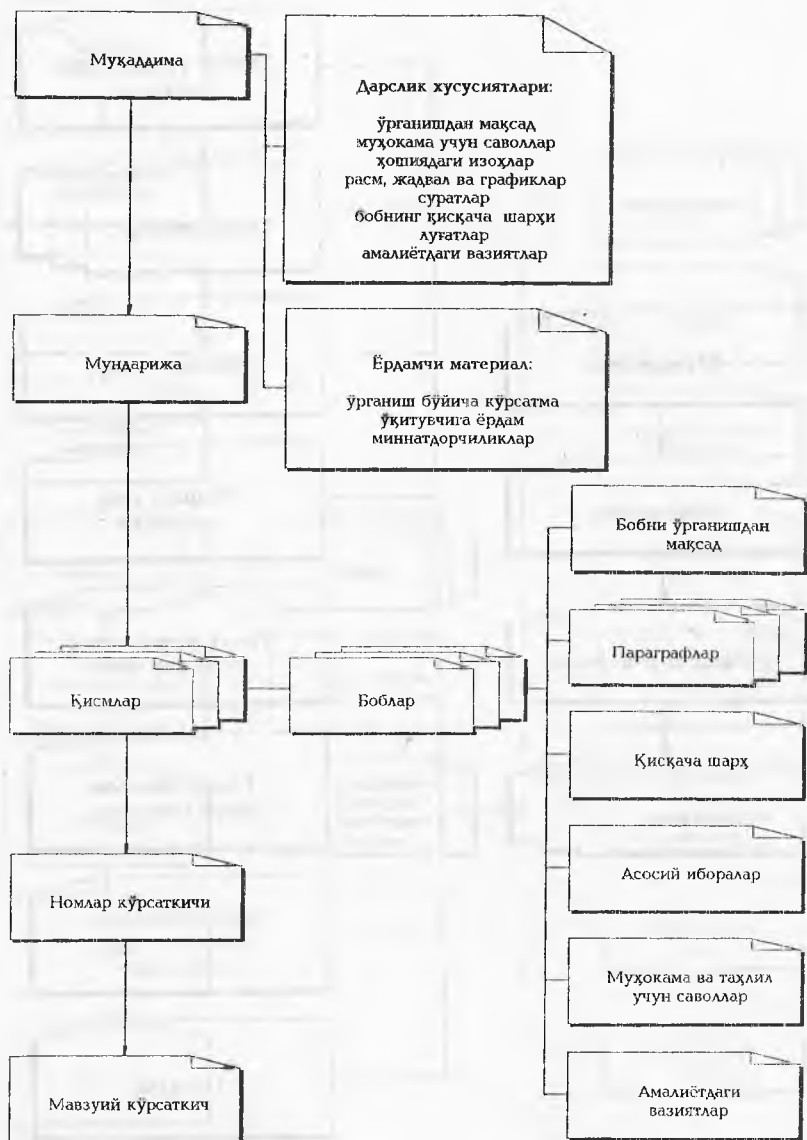 Муқаддима
Дарслик хусусиятлари:
ўрганишдан мақсад
муҳокама учун саволлар
ҳошиядаги изоҳлар
расм, жадвал ва графиклар
суратлар
бобнинг қисқача шарҳи
луғатлар
амалиётдаги вазиятлар
Мундарижа
Ёрдамчи материал:
ўрганиш бўйича кўрсатма
ўқитувчига ёрдам
миннатдорчиликлар
Бобни ўрганишдан
мақсад
Параграфлар
Қисмлар
Боблар
Қисқача шарҳ
Асосий иборалар
Номлар кўрсаткичи
Муҳокама ва таҳлил
учун саволлар
Мавзуий кўрсаткич
Амалиётдаги
вазиятлар